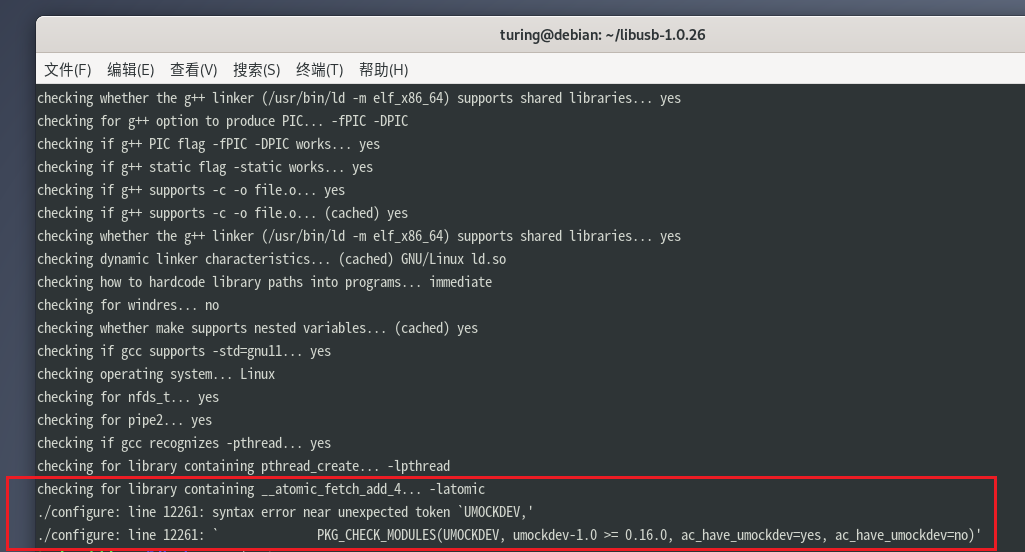 turing@debian: ~/libusb-1.0.26
文件(F) 编辑(E) 查看(V) 搜索(S) 终端(T) 帮助(H)
checking whether the g++ linker (/usr/bin/ld -m elf_x86_64) supports shared libraries... yes
checking for g++ option to produce PIC... -fPIC -DPIC
checking if g++ PIC flag -fPIC -DPIC works... yes
checking if g++ static flag -static works... yes
checking if g++ supports -c -o file.o... yes
checking if g++ supports -c -o file.o... (cached) yes
checking whether the g++ linker (/usr/bin/ld -m elf_x86_64) supports shared libraries... yes
checking dynamic linker characteristics... (cached) GNU/Linux ld.so
checking how to hardcode library paths into programs... immediate
checking for windres... no
checking whether make supports nested variables... (cached) yes
checking if gcc supports -std=gnu11... yes
checking operating system... Linux
checking for nfds_t... yes
checking for pipe2... yes
checking if gcc recognizes -pthread... yes
checking for library containing pthread_create... -lpthread
checking for library containing __atomic_fetch_add_4... -latomic
./configure: line 12261: syntax error near unexpected token `UMOCKDEV,'
./configure: line 12261: `             PKG_CHECK_MODULES(UMOCKDEV, umockdev-1.0 >= 0.16.0, ac_have_umockdev=yes, ac_have_umockdev=no)'